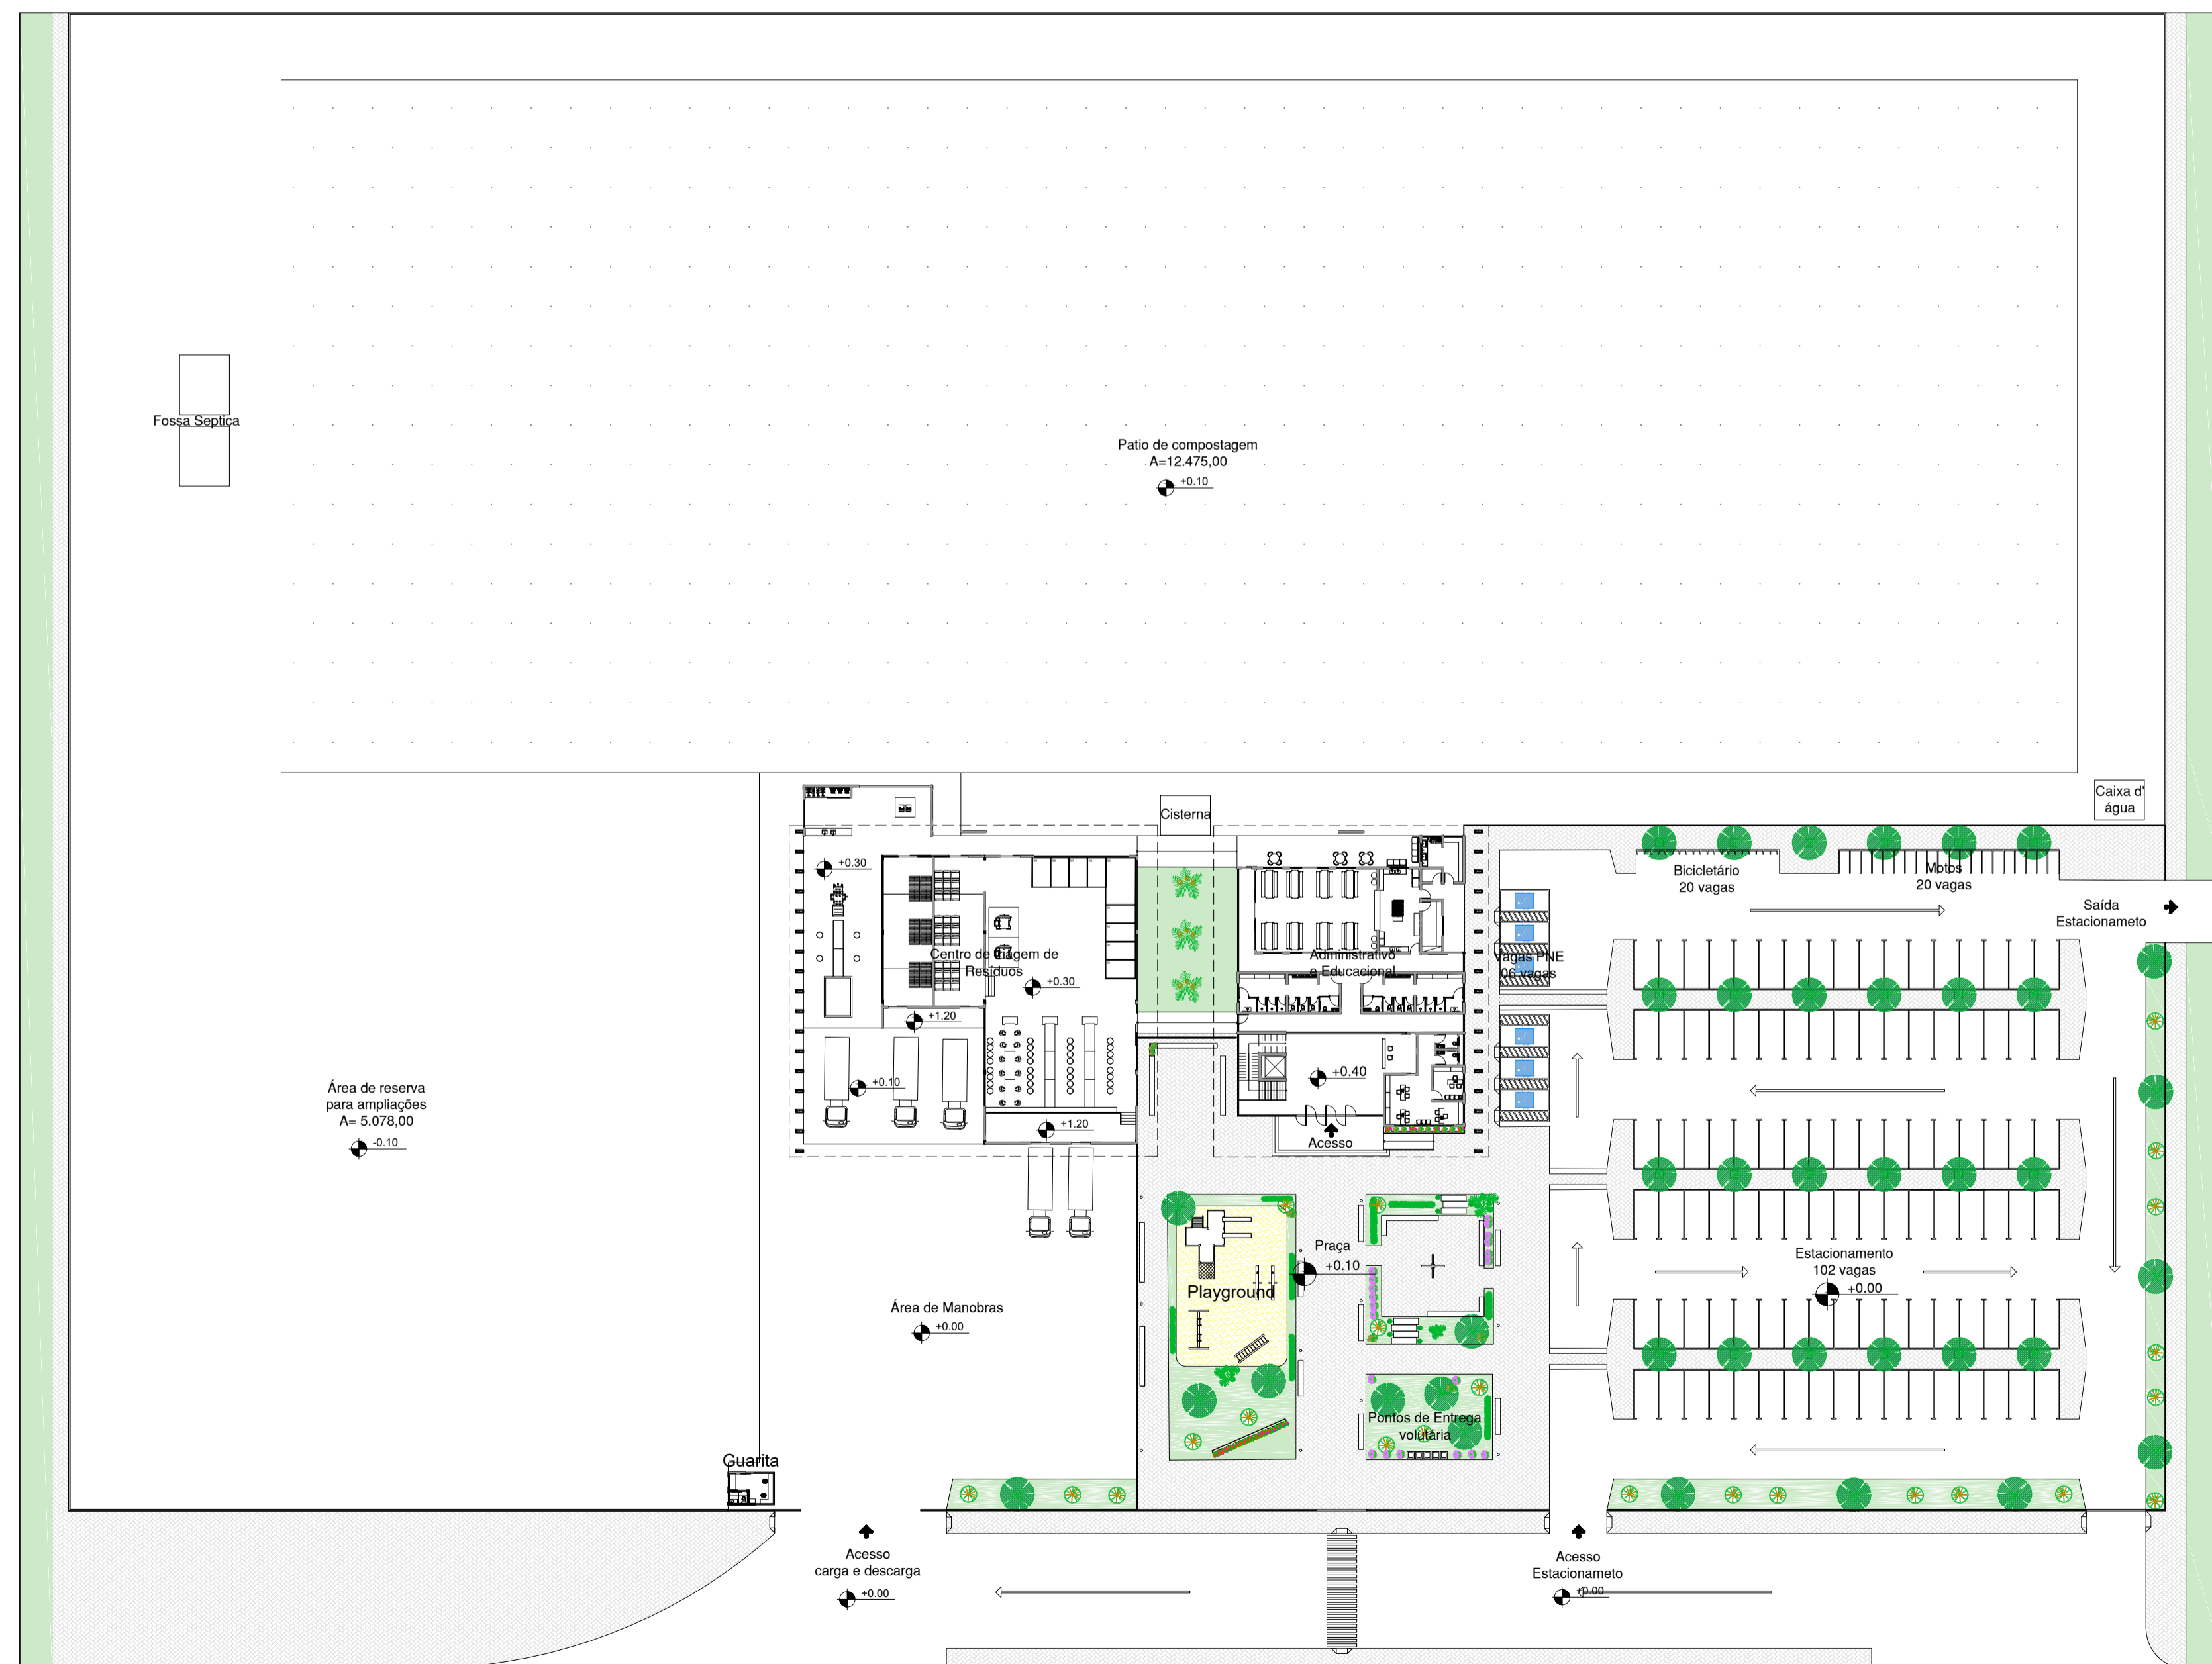 Fossa Septica
Patio de compostagem
A=12.475,00
+0.10
Caixa d'
água
Cisterna
+0.30
Bicicletário
20 vagas
Motos
20 vagas
Saída
Estacionameto
Centro de Triagem de
Resíduos
+0.30
Administrativo
e Educacional
Vagas PNE
06 vagas
+1.20
+0.10
+0.40
Área de reserva
para ampliações
A= 5.078,00
-0.10
+1.20
Acesso
Praça
+0.10
Playground
Estacionamento
102 vagas
+0.00
Área de Manobras
+0.00
Pontos de Entrega
volutária
Guarita
Acesso
carga e descarga
+0.00
Acesso
Estacionameto
+0.00